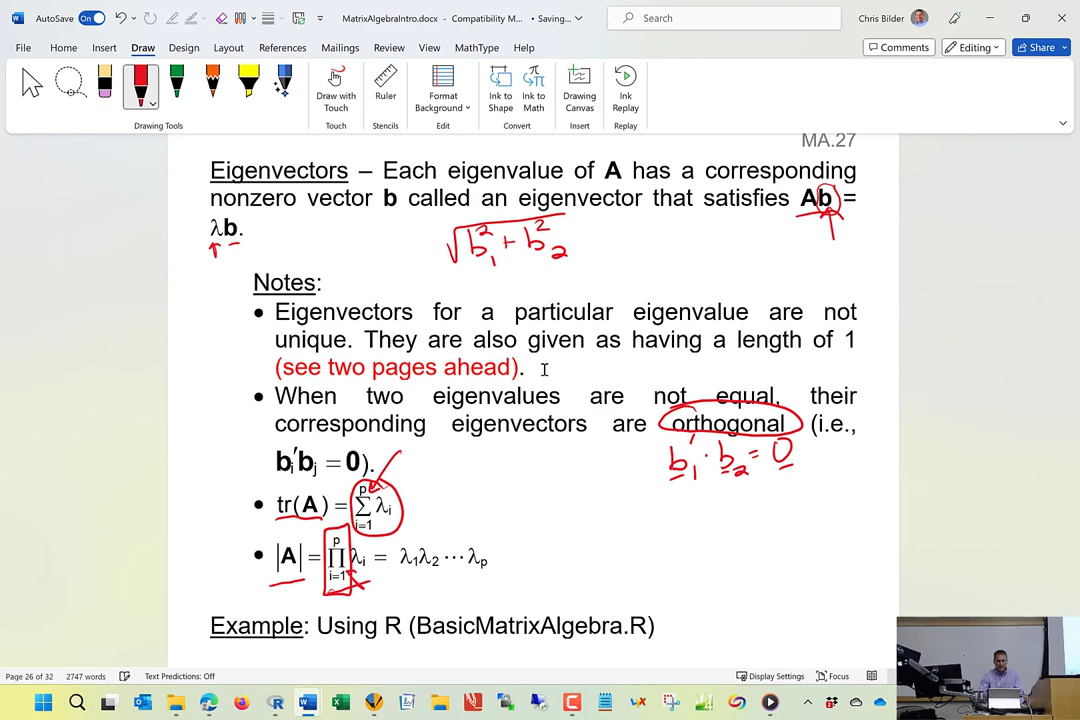 AutoSave On MatrixAlgebraIntro.docx - Compatibility M... • Saving... Search Chris Bilder
File Home Insert Draw Design Layout References Mailings Review View MathType Help Comments Editing Share
Draw with Touch Ruler Format Background Ink to Shape Ink to Math Drawing Canvas Ink Replay
Drawing Tools Touch Stencils Edit Convert Insert Replay
MA.27
Eigenvectors – Each eigenvalue of A has a corresponding
nonzero vector b called an eigenvector that satisfies Ab =
λb.
√b₁² + b₂²
Notes:
• Eigenvectors for a particular eigenvalue are not
unique. They are also given as having a length of 1
(see two pages ahead).
• When two eigenvalues are not equal, their
corresponding eigenvectors are orthogonal (i.e.,
bᵢ′bⱼ = 0).
b₁′ · b₂ = 0
• tr(A) = ∑ᵢ₌₁ᵖ λᵢ
• |A| = ∏ᵢ₌₁ᵖ λᵢ = λ₁λ₂ ⋯ λₚ
Example: Using R (BasicMatrixAlgebra.R)
Page 26 of 32 2747 words Text Predictions: Off Display Settings Focus